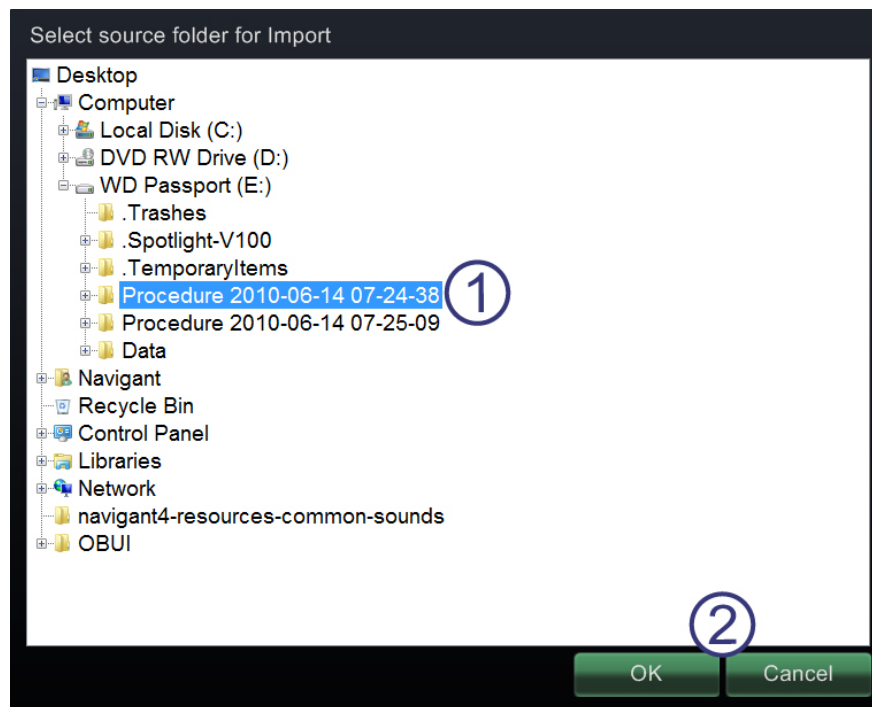 Select source folder for Import
Desktop
Computer
Local Disk (C:)
DVD RW Drive (D:)
WD Passport (E:)
.Trashes
.Spotlight-V100
.TemporaryItems
Procedure 2010-06-14 07-24-38 1
Procedure 2010-06-14 07-25-09
Data
Navigant
Recycle Bin
Control Panel
Libraries
Network
navigant4-resources-common-sounds
OBUI
2
OK Cancel